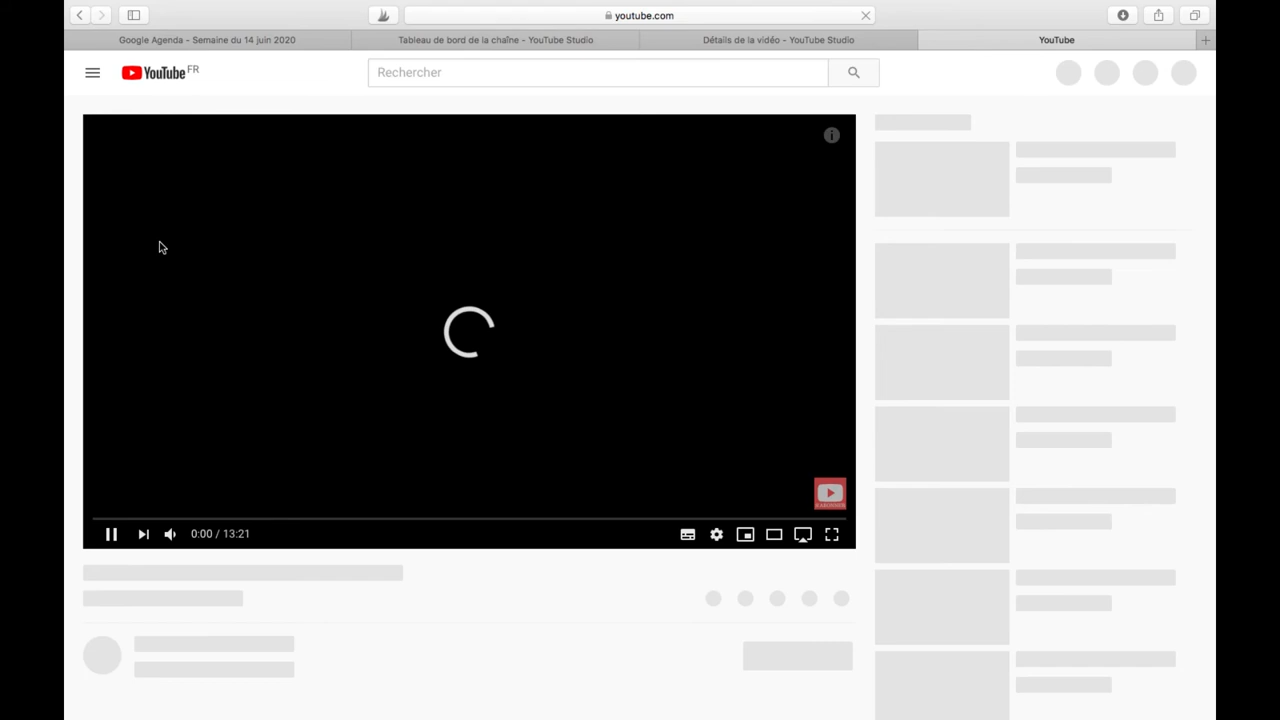 youtube.com
Google Agenda - Semaine du 14 juin 2020
Tableau de bord de la chaîne - YouTube Studio
Détails de la vidéo - YouTube Studio
YouTube
YouTube FR
Rechercher
0:00 / 13:21